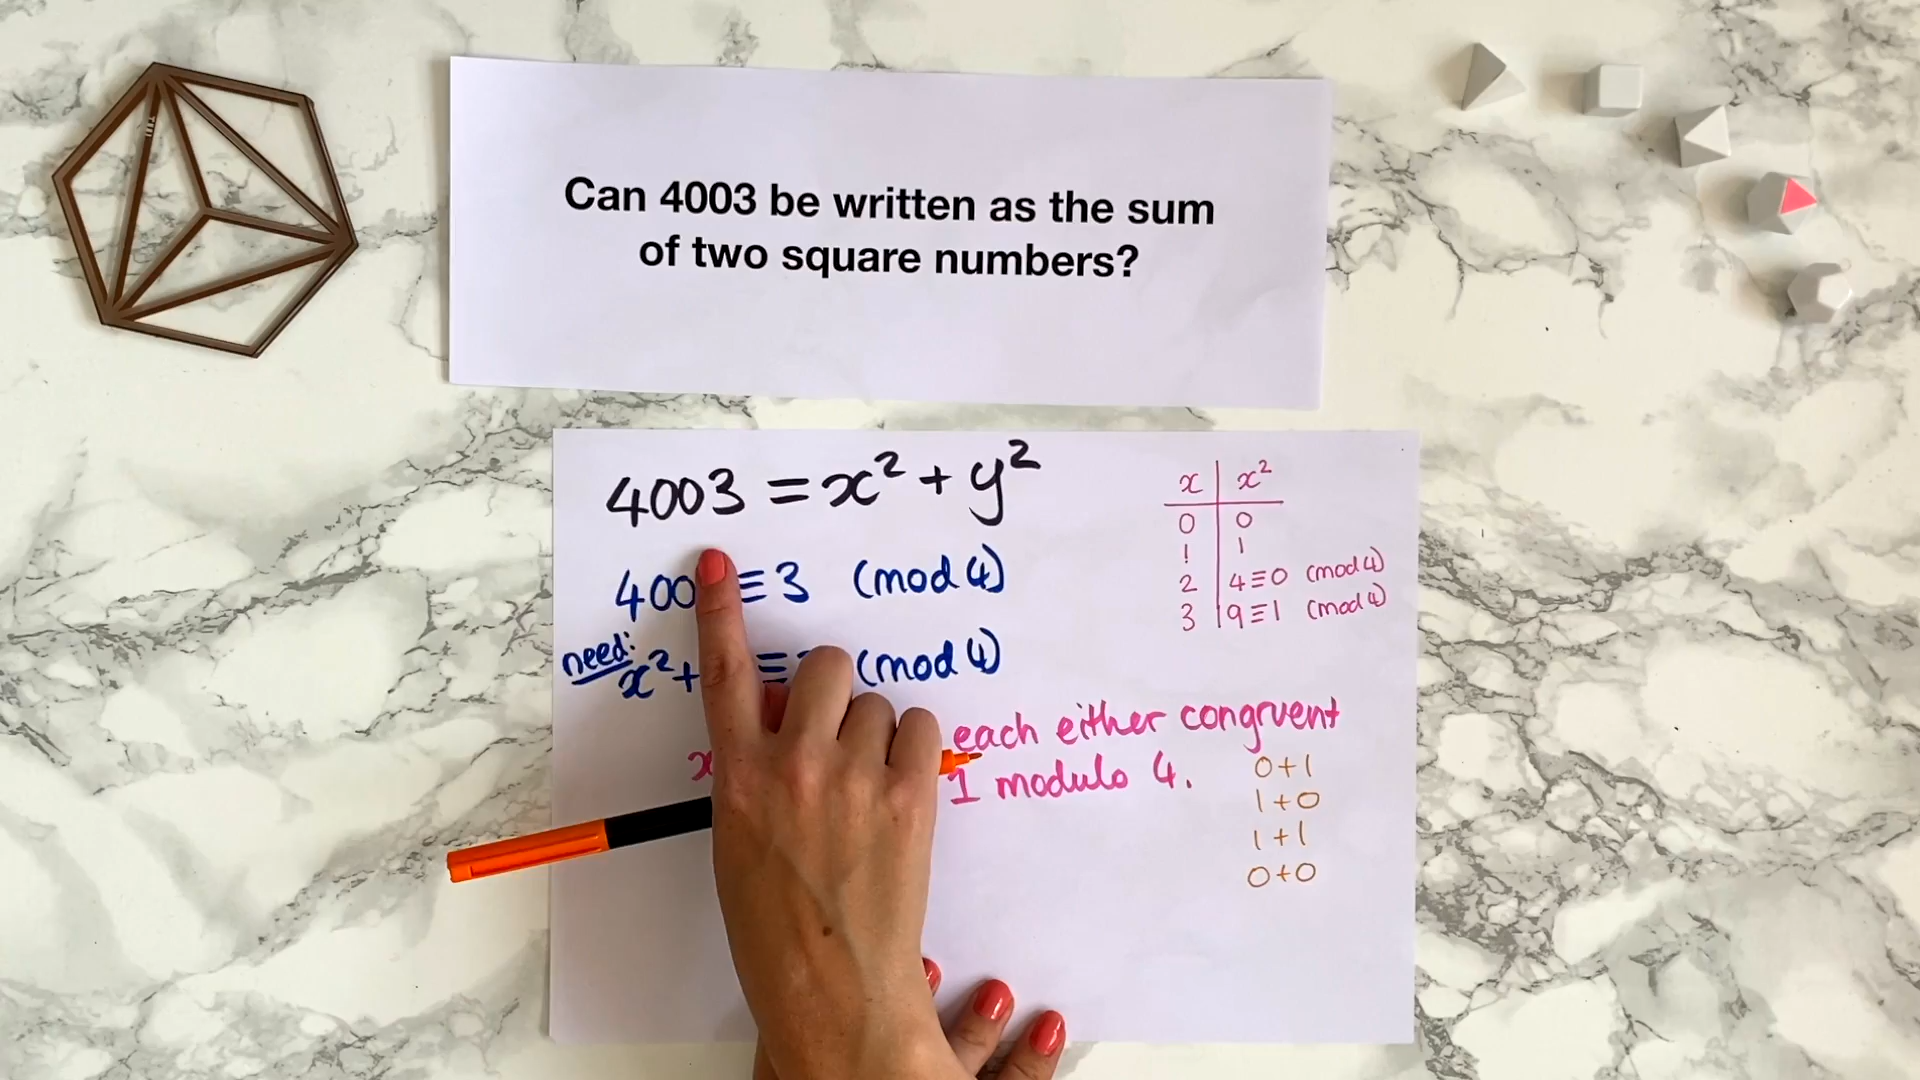 Can 4003 be written as the sum
of two square numbers?
4003 = x² + y²
400 ≡ 3 (mod 4)
need:
x² + ≡ (mod 4)
x
each either congruent
1 modulo 4.
x x²
0 0
1 1
2 4≡0 (mod 4)
3 9≡1 (mod 4)
0+1
1+0
1+1
0+0